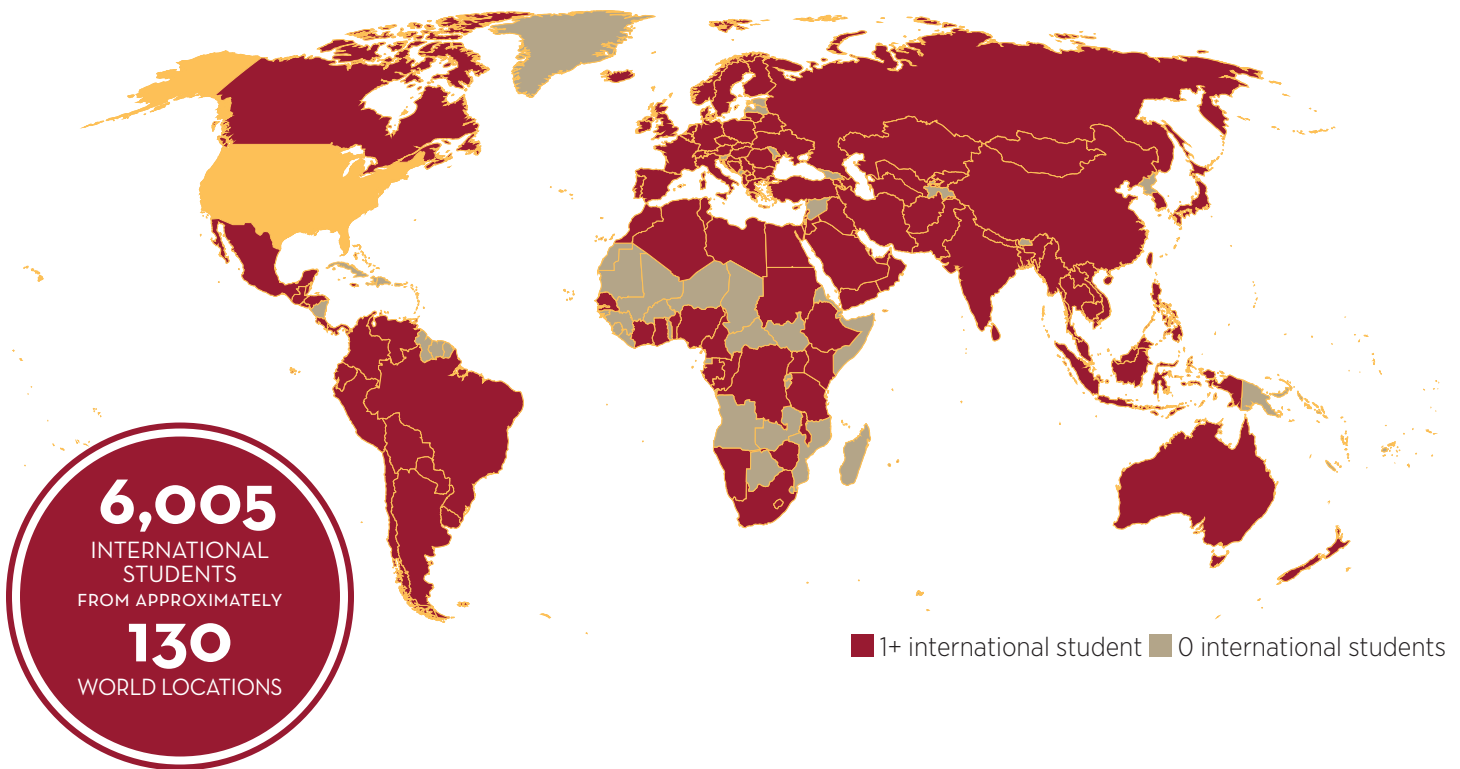 6,005
INTERNATIONAL
STUDENTS
FROM APPROXIMATELY
130
WORLD LOCATIONS
1+ international student 0 international students